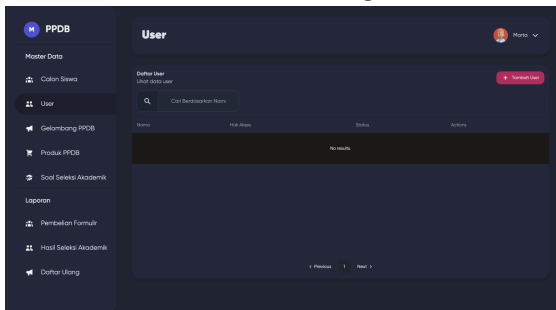 M PPDB
Master Data
Calon Siswa
User
Gelombang PPDB
Produk PPDB
Soal Seleksi Akademik
Laporan
Pembelian Formulir
Hasil Seleksi Akademik
Daftar Ulang
User
Marta
Daftar User
Lihat data user
+ Tambah User
Cari Berdasarkan Nama
Nama Hak Akses Status Actions
No results.
< Previous 1 Next >